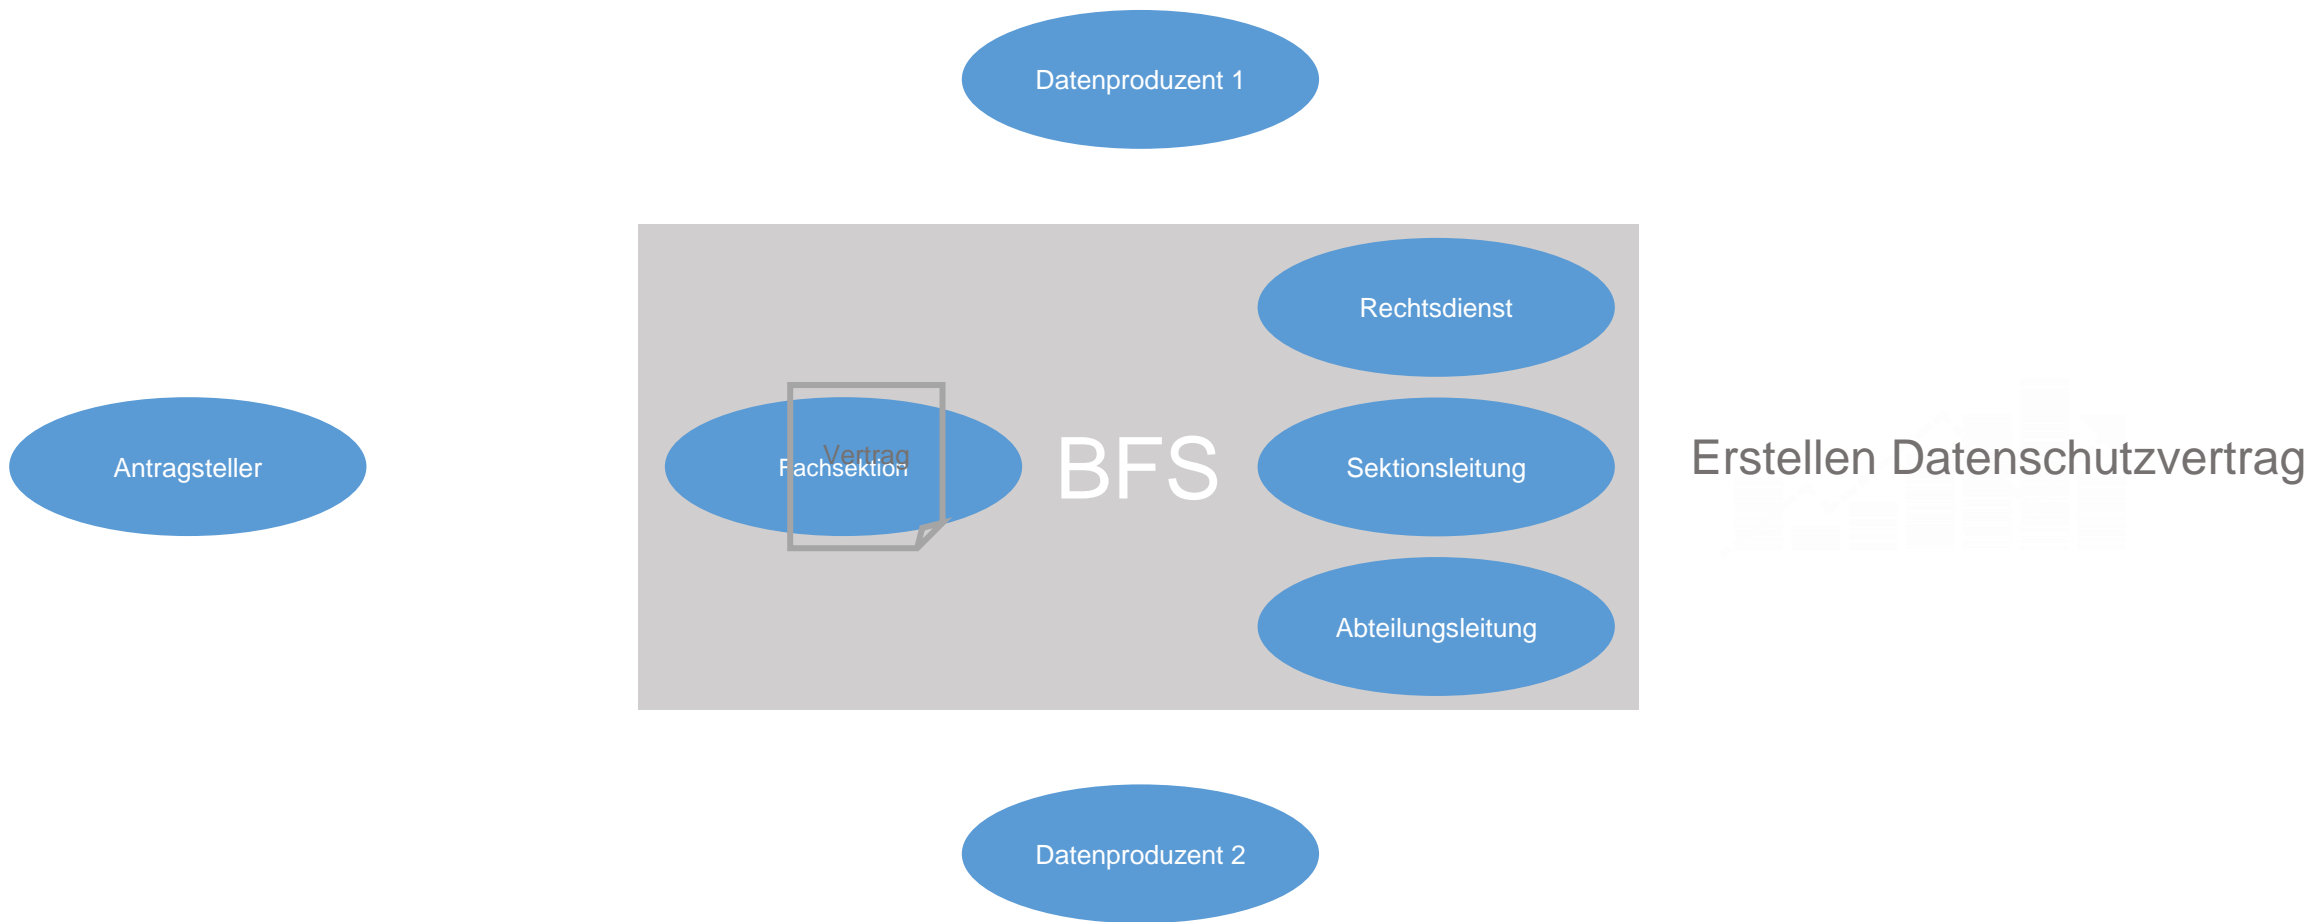 Datenproduzent 1
Rechtsdienst
Antragsteller
Vertrag
Fachsektion
BFS
Sektionsleitung
Erstellen Datenschutzvertrag
Abteilungsleitung
Datenproduzent 2